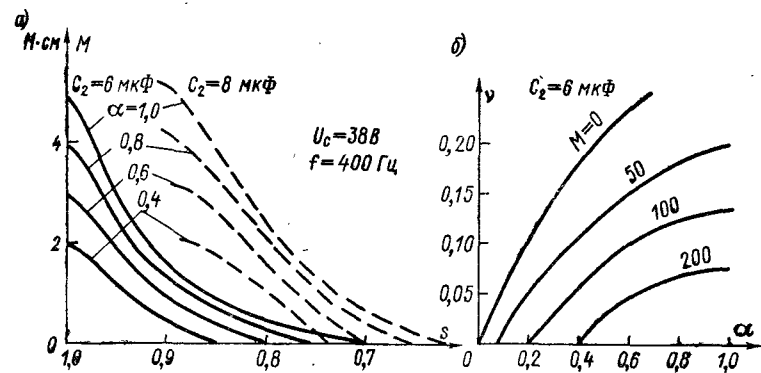 а)
Н·см M
C₂=6 мкФ C₂=8 мкФ
α=1,0
0,8
0,6
0,4
U_c=38В
f=400 Гц
4
2
0
1,0 0,9 0,8 0,7 s
б)
ν
C₂=6 мкФ
0,20
0,15
0,10
0,05
M=0
50
100
200
0 0,2 0,4 0,6 0,8 1,0 α